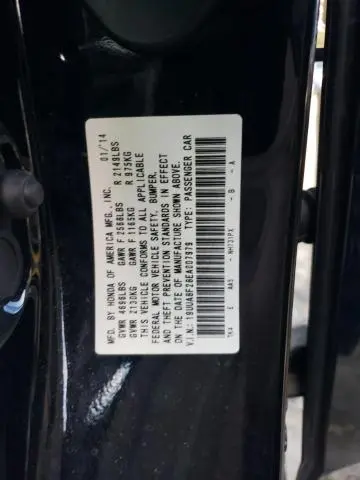 MFD. BY HONDA OF AMERICA MFG., INC. 01/'14
GVWR 4696LBS GAWR F 2568LBS R 2149LBS
GVWR 2130KG GAWR F 1165KG R 975KG
THIS VEHICLE CONFORMS TO ALL APPLICABLE
FEDERAL MOTOR VEHICLE SAFETY, BUMPER,
AND THEFT PREVENTION STANDARDS IN EFFECT
ON THE DATE OF MANUFACTURE SHOWN ABOVE.
V.I.N.: 19UUA8F28EA007979 TYPE: PASSENGER CAR
TK4 E AA5 - NH731PX - B - A